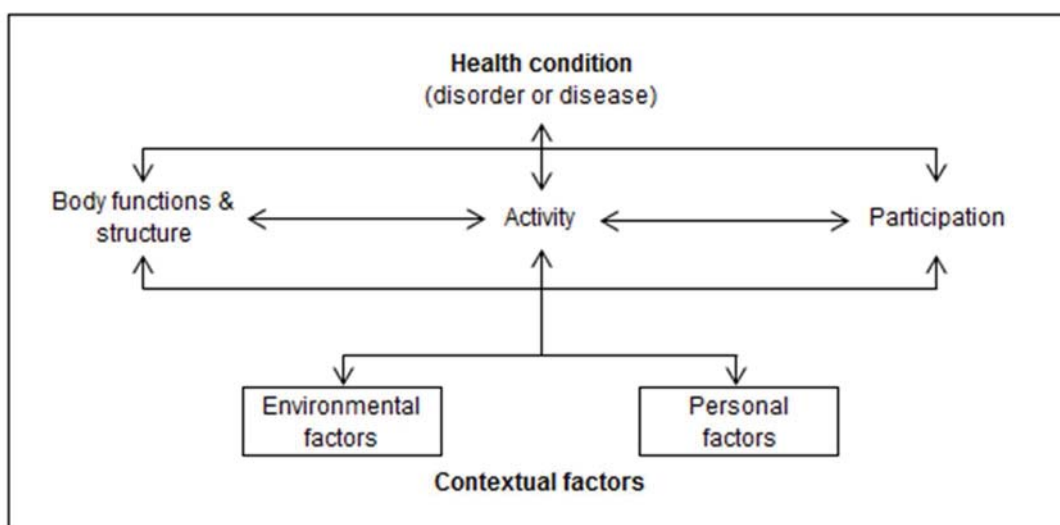 Health condition
(disorder or disease)
Body functions &
structure
Activity
Participation
Environmental
factors
Personal
factors
Contextual factors